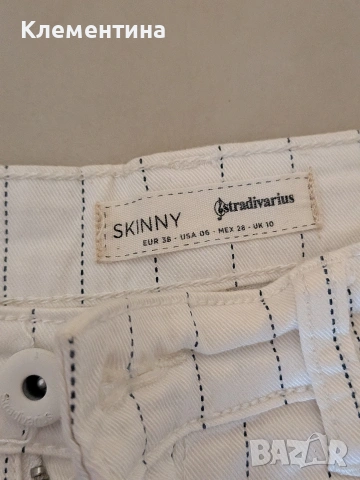 Клементина
SKINNY
stradivarius
EUR 38 - USA 06 - MEX 28 - UK 10
BAZAR